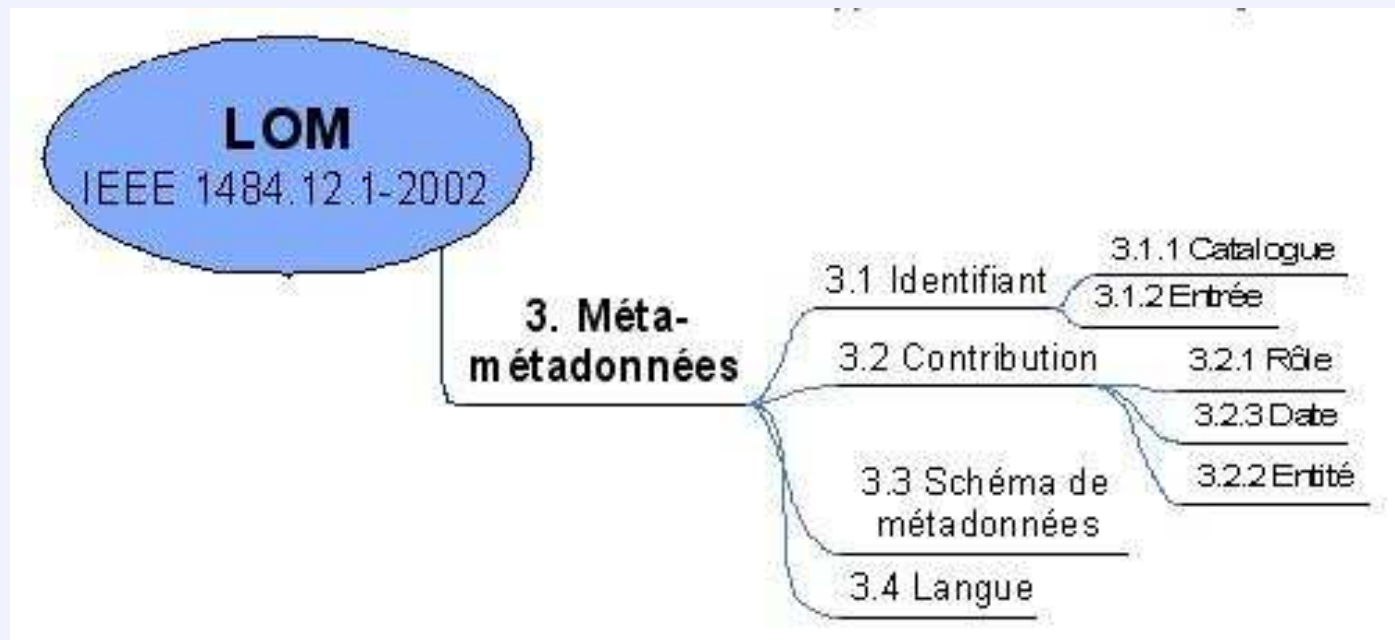 LOM
IEEE 1484.12.1-2002
3. Méta-
métadonnées
3.1 Identifiant
3.1.1 Catalogue
3.1.2 Entrée
3.2 Contribution
3.2.1 Rôle
3.2.3 Date
3.2.2 Entité
3.3 Schéma de
métadonnées
3.4 Langue